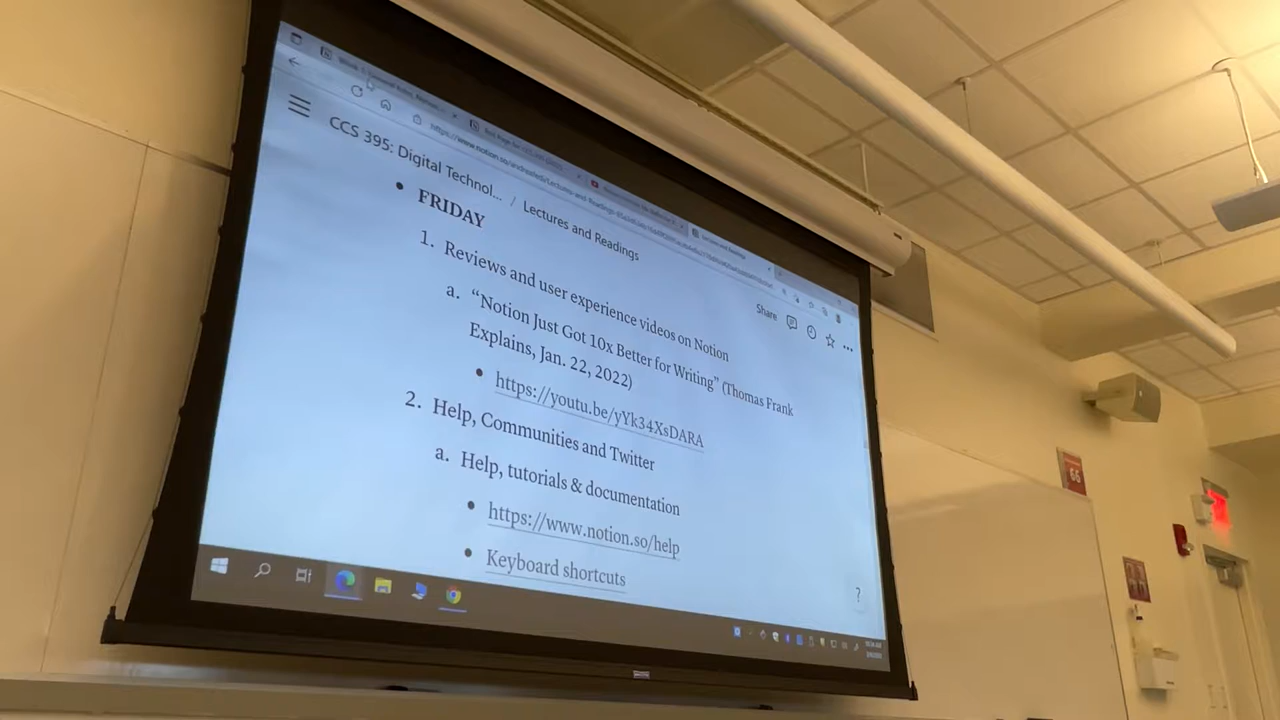 CCS 395: Digital Technol... / Lectures and Readings
Share
• FRIDAY
1. Reviews and user experience videos on Notion
a. “Notion Just Got 10x Better for Writing” (Thomas Frank
Explains, Jan. 22, 2022)
• https://youtu.be/yYk34XsDARA
2. Help, Communities and Twitter
a. Help, tutorials & documentation
• https://www.notion.so/help
• Keyboard shortcuts
?
66